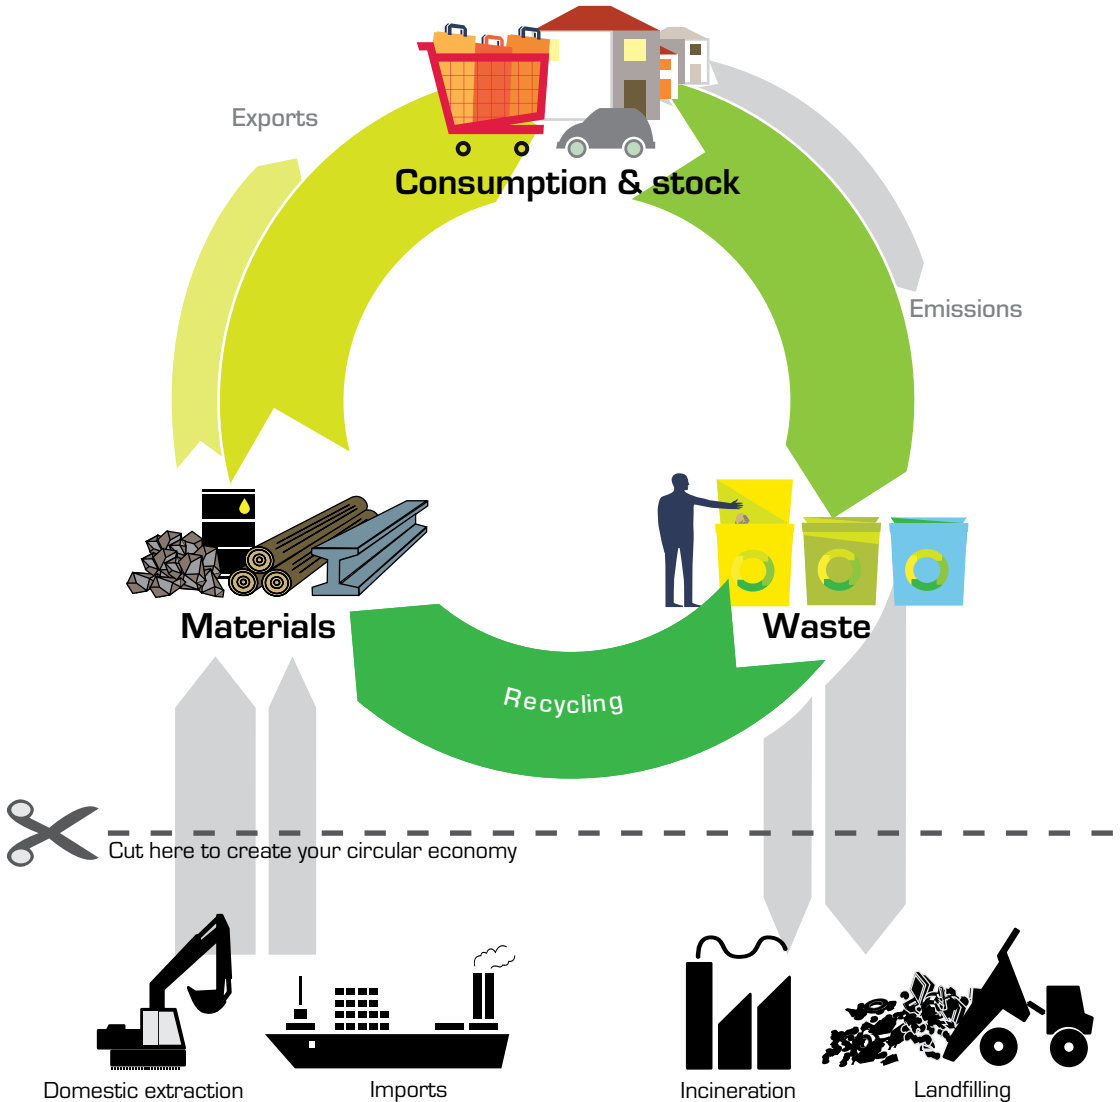 Exports
Consumption & stock
Emissions
Materials
Waste
Recycling
Cut here to create your circular economy
Domestic extraction
Imports
Incineration
Landfilling